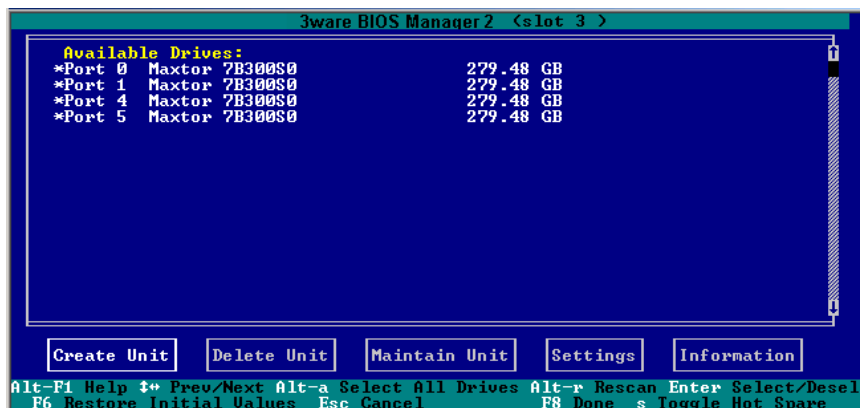 3ware BIOS Manager 2 (slot 3 )
Available Drives:
*Port 0 Maxtor 7B300S0 279.48 GB
*Port 1 Maxtor 7B300S0 279.48 GB
*Port 4 Maxtor 7B300S0 279.48 GB
*Port 5 Maxtor 7B300S0 279.48 GB
Create Unit Delete Unit Maintain Unit Settings Information
Alt-F1 Help ↕↔ Prev/Next Alt-a Select All Drives Alt-r Rescan Enter Select/Desel
F6 Restore Initial Values Esc Cancel F8 Done s Toggle Hot Spare